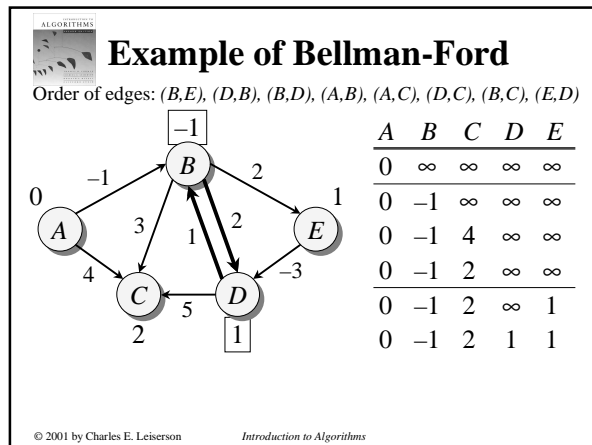 INTRODUCTION TO
ALGORITHMS
Example of Bellman-Ford
Order of edges: (B,E), (D,B), (B,D), (A,B), (A,C), (D,C), (B,C), (E,D)
–1
B
–1
2
0
1
A
3
1
2
E
4
–3
C
5
D
2
1
A B C D E
0 ∞ ∞ ∞ ∞
0 –1 ∞ ∞ ∞
0 –1 4 ∞ ∞
0 –1 2 ∞ ∞
0 –1 2 ∞ 1
0 –1 2 1 1
© 2001 by Charles E. Leiserson Introduction to Algorithms